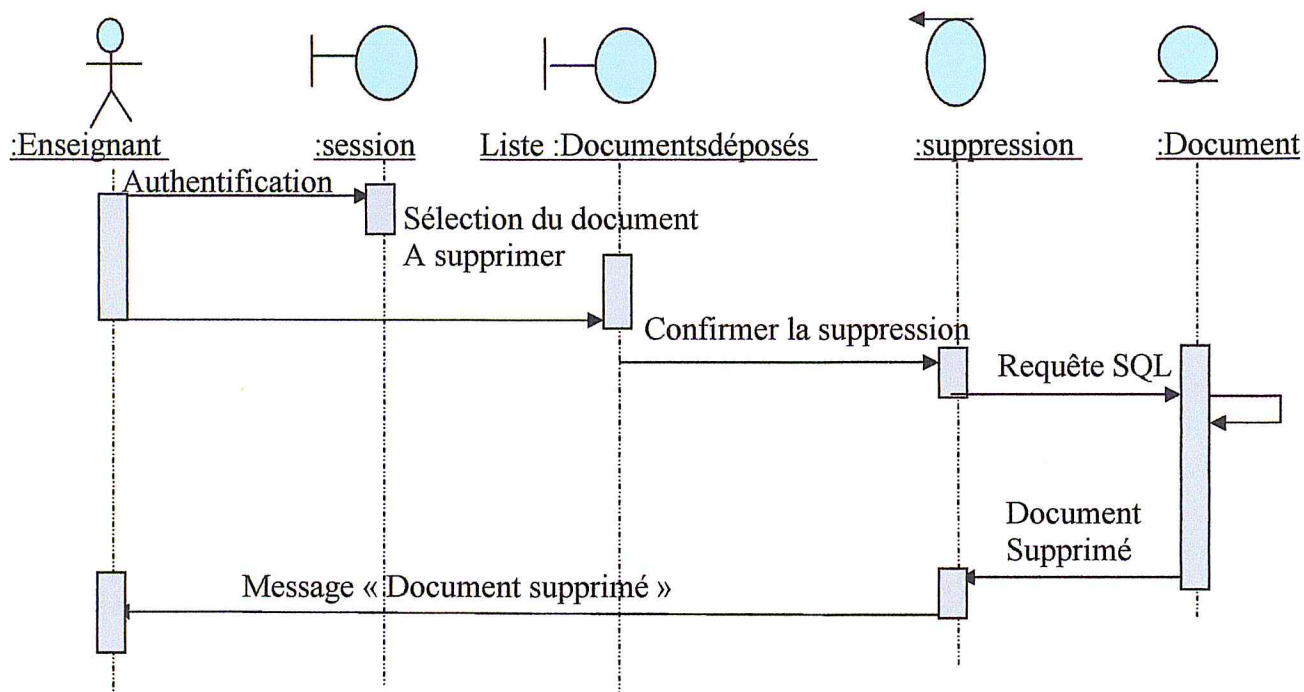 :Enseignant
:session
Liste :Documentsdéposés
:suppression
:Document
Authentification
Sélection du document
A supprimer
Confirmer la suppression
Requête SQL
Document
Supprimé
Message « Document supprimé »